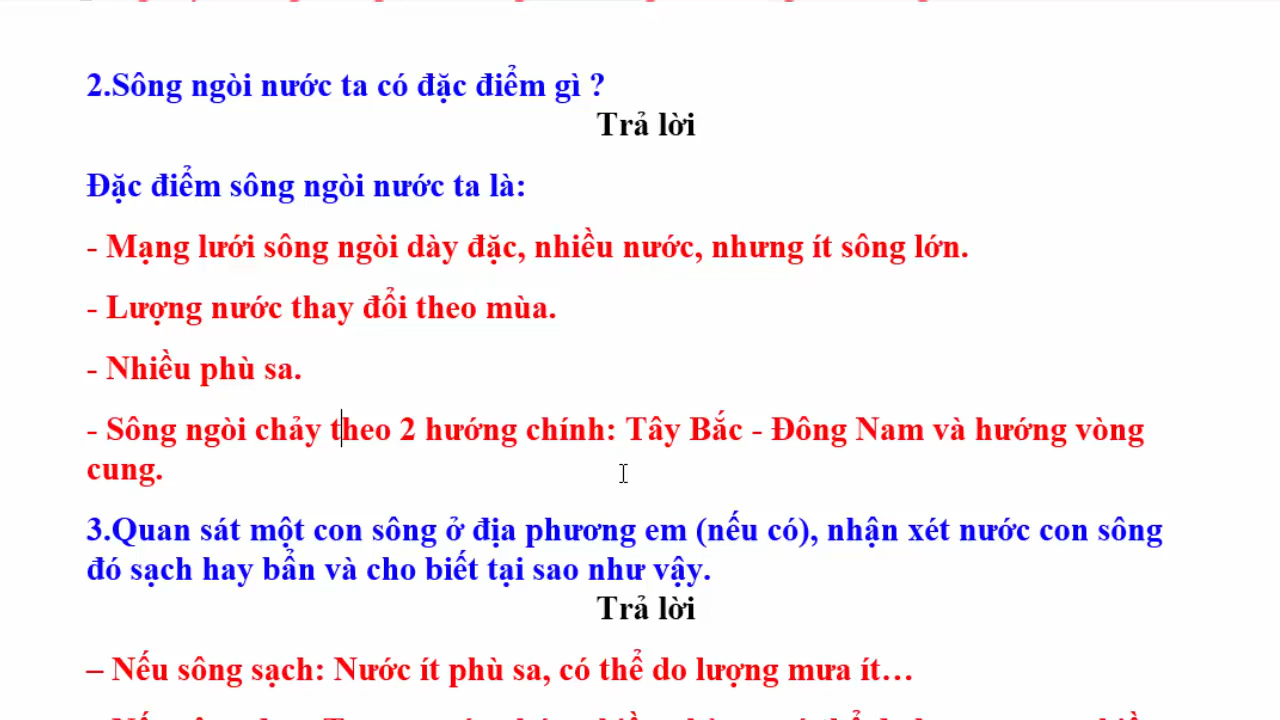 2.Sông ngòi nước ta có đặc điểm gì ?
Trả lời
Đặc điểm sông ngòi nước ta là:
- Mạng lưới sông ngòi dày đặc, nhiều nước, nhưng ít sông lớn.
- Lượng nước thay đổi theo mùa.
- Nhiều phù sa.
- Sông ngòi chảy theo 2 hướng chính: Tây Bắc - Đông Nam và hướng vòng
cung.
3.Quan sát một con sông ở địa phương em (nếu có), nhận xét nước con sông
đó sạch hay bẩn và cho biết tại sao như vậy.
Trả lời
– Nếu sông sạch: Nước ít phù sa, có thể do lượng mưa ít…